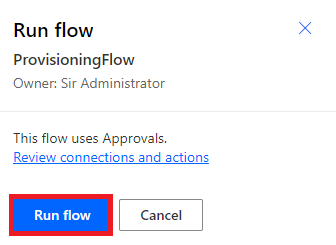 Run flow
ProvisioningFlow
Owner: Sir Administrator
This flow uses Approvals.
Review connections and actions
Run flow
Cancel